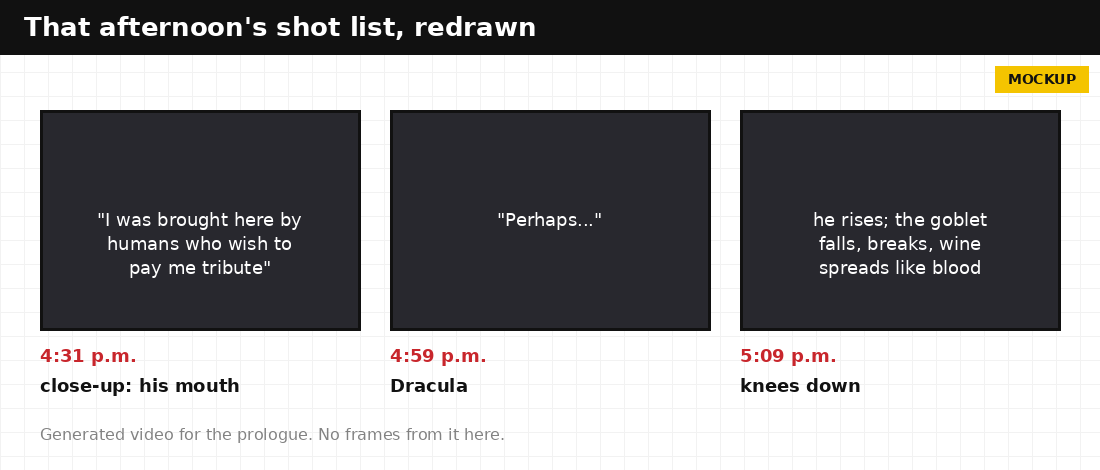 That afternoon's shot list, redrawn
MOCKUP
"I was brought here by
humans who wish to
pay me tribute"
4:31 p.m.
close-up: his mouth
"Perhaps..."
4:59 p.m.
Dracula
he rises; the goblet
falls, breaks, wine
spreads like blood
5:09 p.m.
knees down
Generated video for the prologue. No frames from it here.